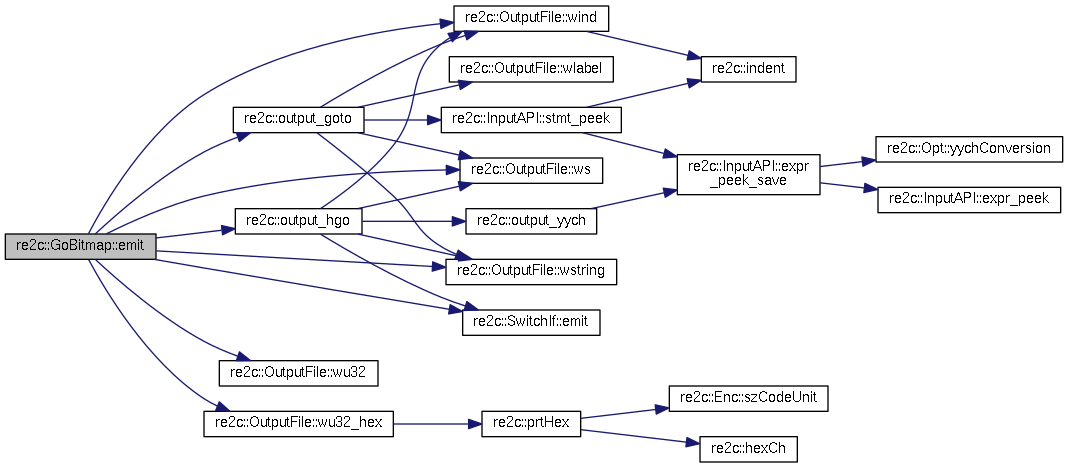 re2c::OutputFile::wind
re2c::OutputFile::wlabel
re2c::indent
re2c::output_goto
re2c::InputAPI::stmt_peek
re2c::Opt::yychConversion
re2c::OutputFile::ws
re2c::InputAPI::expr
_peek_save
re2c::InputAPI::expr_peek
re2c::output_hgo
re2c::output_yych
re2c::GoBitmap::emit
re2c::OutputFile::wstring
re2c::SwitchIf::emit
re2c::OutputFile::wu32
re2c::Enc::szCodeUnit
re2c::OutputFile::wu32_hex
re2c::prtHex
re2c::hexCh